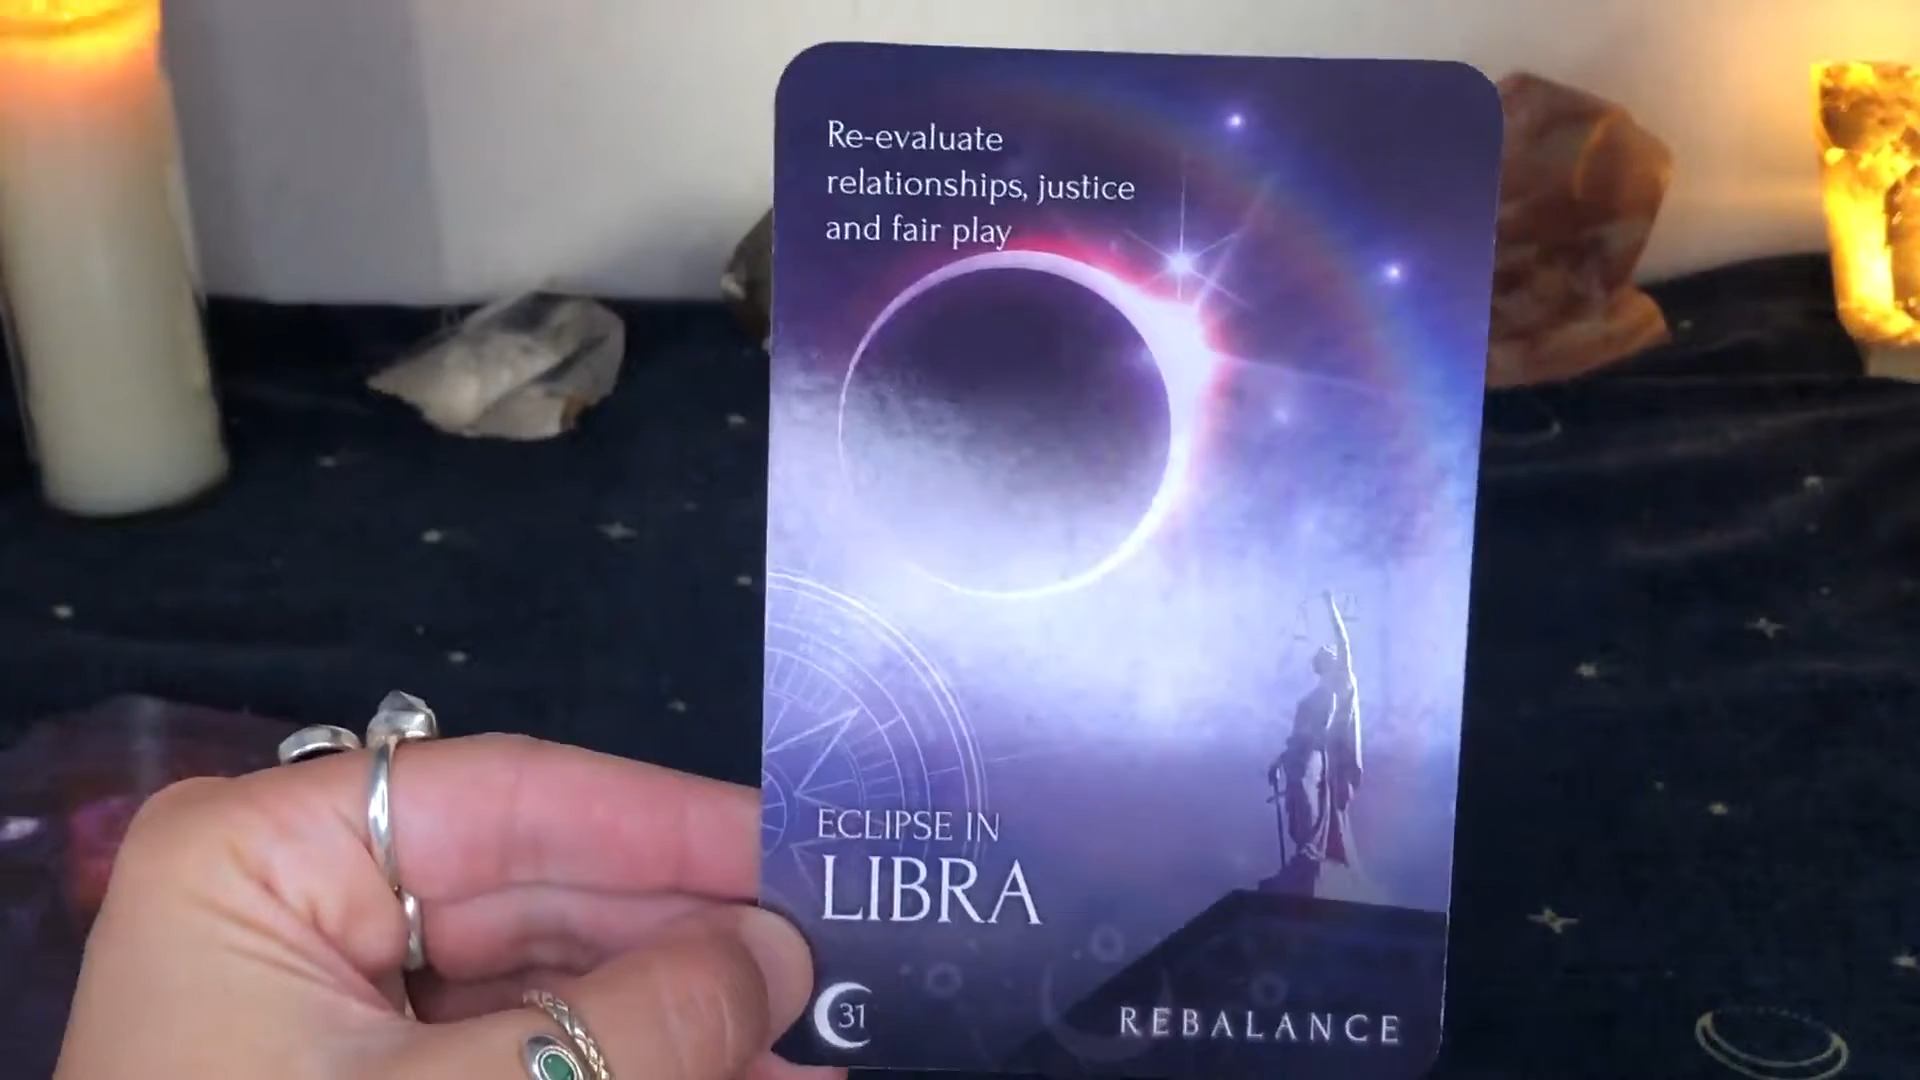 Re-evaluate
relationships, justice
and fair play
ECLIPSE IN
LIBRA
31
REBALANCE